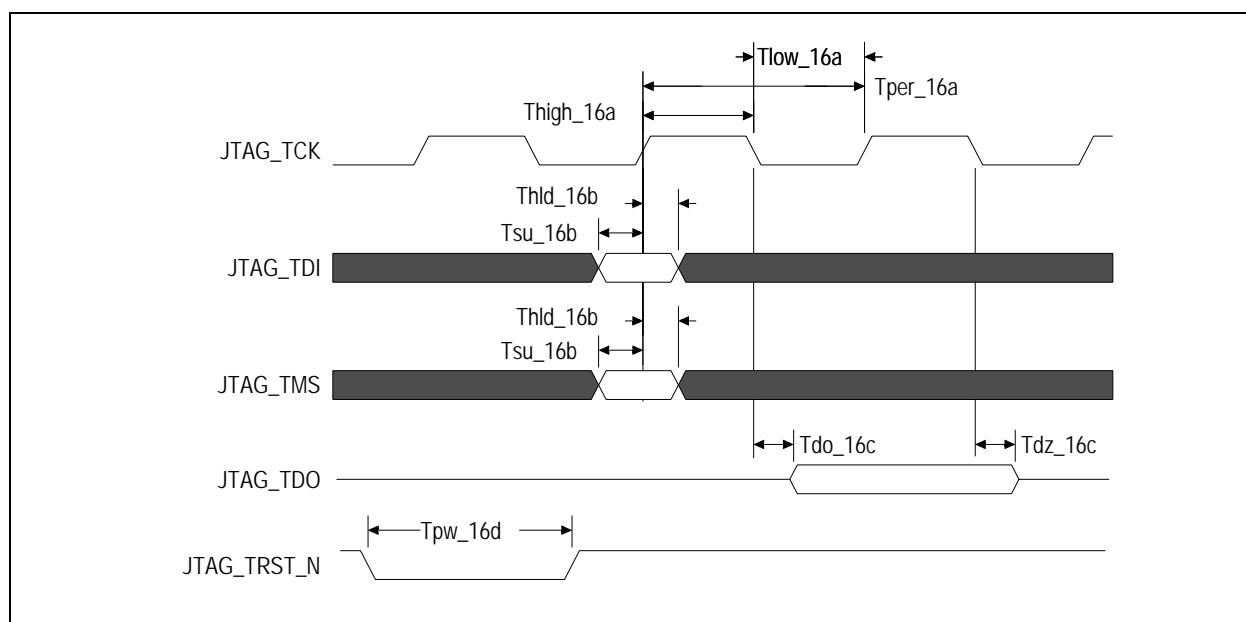 Tlow_16a
Tper_16a
Thigh_16a
JTAG_TCK
Thld_16b
Tsu_16b
JTAG_TDI
Thld_16b
Tsu_16b
JTAG_TMS
Tdo_16c
Tdz_16c
JTAG_TDO
Tpw_16d
JTAG_TRST_N